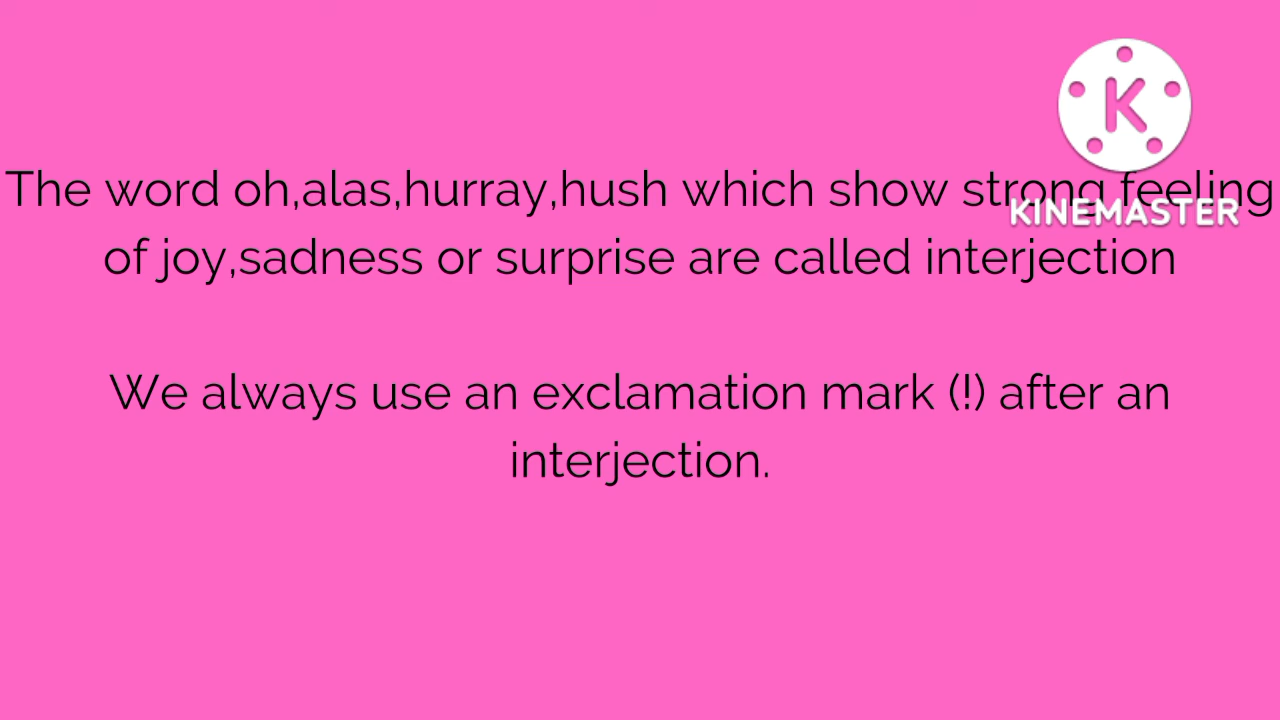 K
The word oh,alas,hurray,hush which show strong feeling
KINEMASTER
of joy,sadness or surprise are called interjection
We always use an exclamation mark (!) after an
interjection.